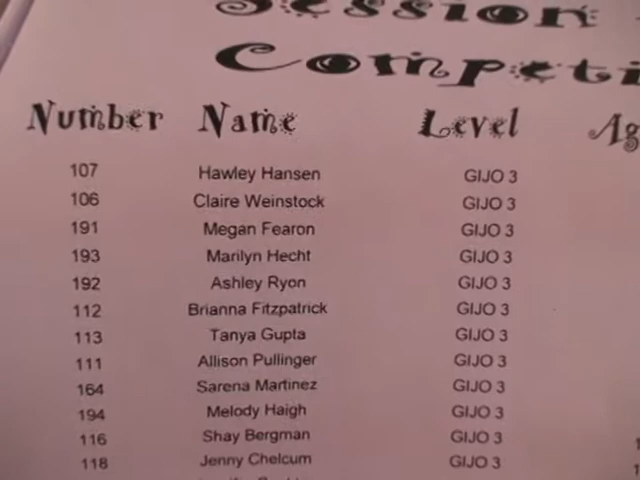 Session
Competi
Number Name Level Ag
107 Hawley Hansen GIJO 3
106 Claire Weinstock GIJO 3
191 Megan Fearon GIJO 3
193 Marilyn Hecht GIJO 3
192 Ashley Ryon GIJO 3
112 Brianna Fitzpatrick GIJO 3
113 Tanya Gupta GIJO 3
111 Allison Pullinger GIJO 3
164 Sarena Martinez GIJO 3
194 Melody Haigh GIJO 3
116 Shay Bergman GIJO 3
118 Jenny Chelcum GIJO 3